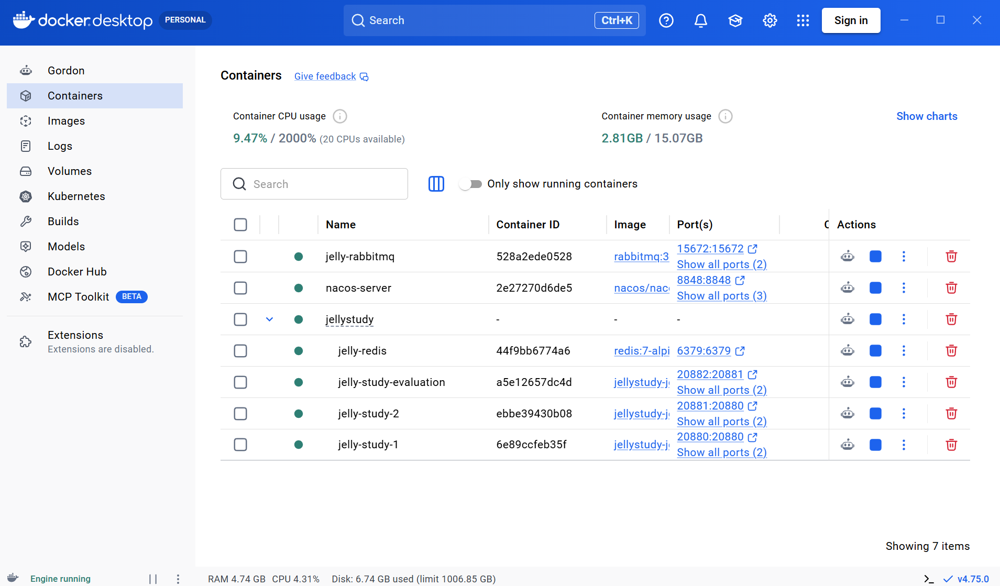 docker.desktop PERSONAL
Search Ctrl+K
Sign in
Gordon
Containers
Images
Logs
Volumes
Kubernetes
Builds
Models
Docker Hub
MCP Toolkit BETA
Extensions
Extensions are disabled.
Containers Give feedback
Container CPU usage
9.47% / 2000% (20 CPUs available)
Container memory usage
2.81GB / 15.07GB
Show charts
Search
Only show running containers
Name Container ID Image Port(s) C Actions
jelly-rabbitmq 528a2ede0528 rabbitmq:3 15672:15672
Show all ports (2)
nacos-server 2e27270d6de5 nacos/nac 8848:8848
Show all ports (3)
jellystudy - - -
jelly-redis 44f9bb6774a6 redis:7-alpi 6379:6379
jelly-study-evaluation a5e12657dc4d jellystudy-j 20882:20881
Show all ports (2)
jelly-study-2 ebbe39430b08 jellystudy-j 20881:20880
Show all ports (2)
jelly-study-1 6e89ccfeb35f jellystudy-j 20880:20880
Show all ports (2)
Showing 7 items
Engine running
RAM 4.74 GB CPU 4.31% Disk: 6.74 GB used (limit 1006.85 GB)
v4.75.0